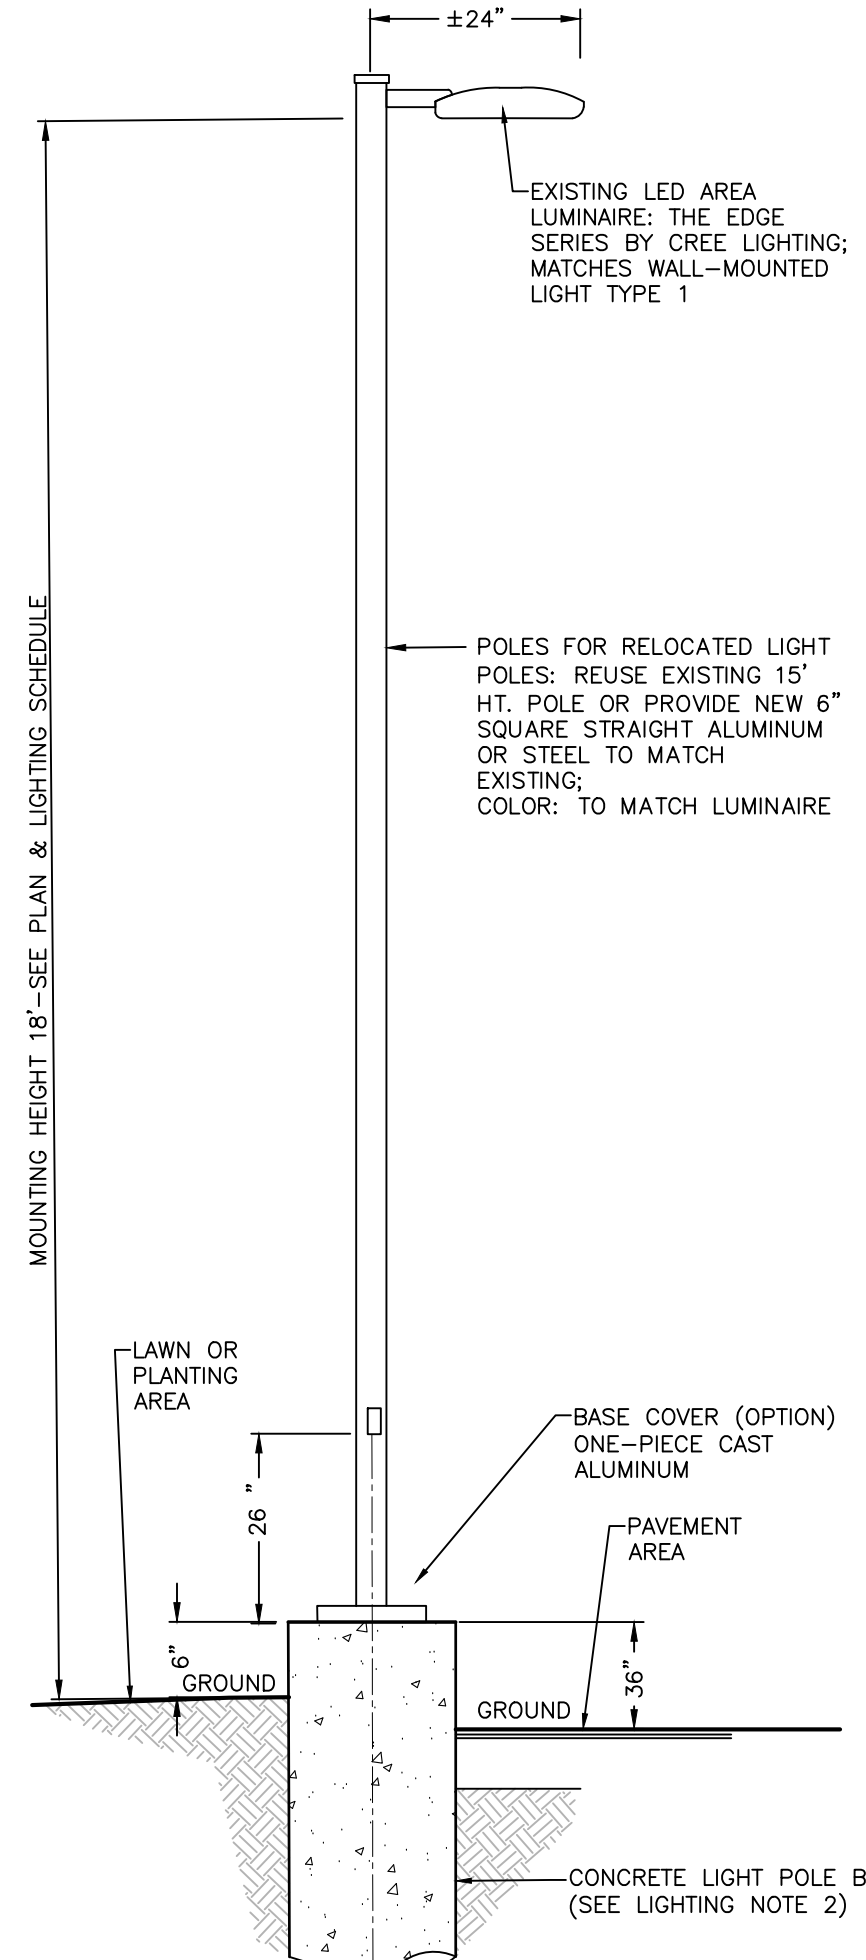 ±24”
EXISTING LED AREA
LUMINAIRE: THE EDGE
SERIES BY CREE LIGHTING;
MATCHES WALL–MOUNTED
LIGHT TYPE 1
MOUNTING HEIGHT 18’–SEE PLAN & LIGHTING SCHEDULE
POLES FOR RELOCATED LIGHT
POLES: REUSE EXISTING 15’
HT. POLE OR PROVIDE NEW 6”
SQUARE STRAIGHT ALUMINUM
OR STEEL TO MATCH
EXISTING;
COLOR: TO MATCH LUMINAIRE
LAWN OR
PLANTING
AREA
26 ”
BASE COVER (OPTION)
ONE–PIECE CAST
ALUMINUM
PAVEMENT
AREA
6”
GROUND
36”
GROUND
CONCRETE LIGHT POLE B
(SEE LIGHTING NOTE 2)